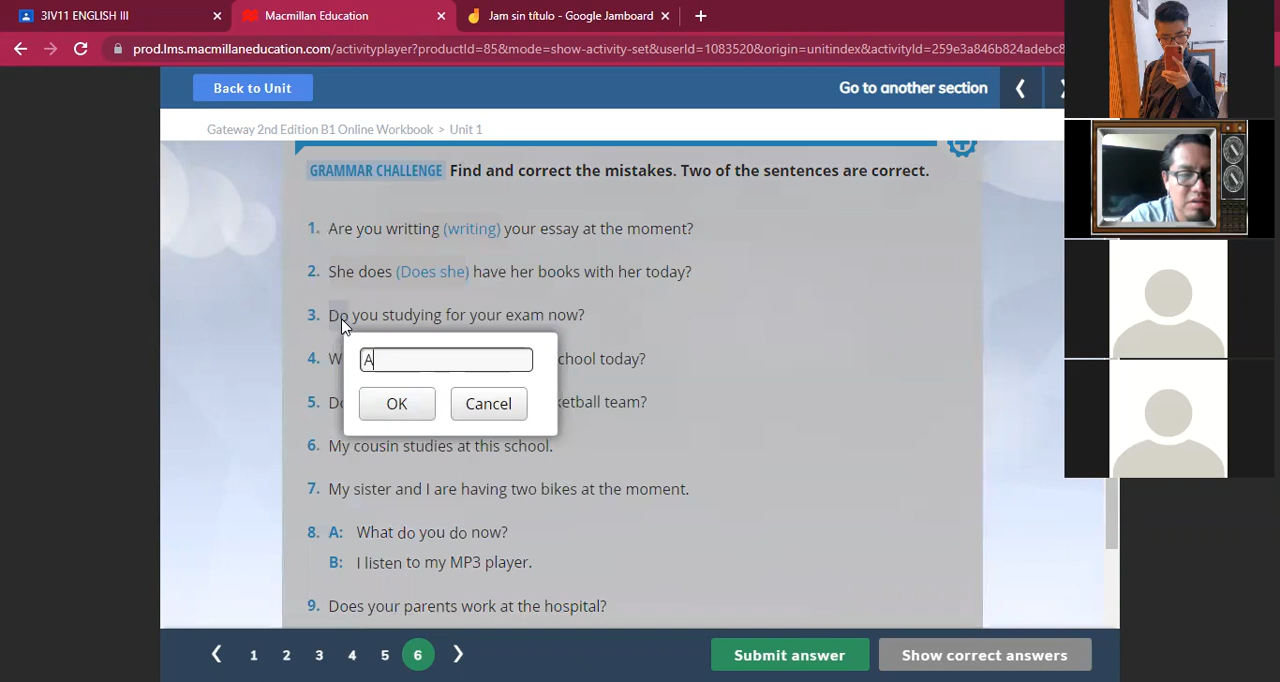 3IV11 ENGLISH III
Macmillan Education
Jam sin título - Google Jamboard
prod.lms.macmillaneducation.com/activityplayer?productId=85&mode=show-activity-set&userId=1083520&origin=unitindex&activityId=259e3a846b824adebc8
Back to Unit
Go to another section
Gateway 2nd Edition B1 Online Workbook > Unit 1
GRAMMAR CHALLENGE Find and correct the mistakes. Two of the sentences are correct.
1. Are you writting (writing) your essay at the moment?
2. She does (Does she) have her books with her today?
3. Do you studying for your exam now?
4. W chool today?
5. Do ketball team?
A
OK Cancel
6. My cousin studies at this school.
7. My sister and I are having two bikes at the moment.
8. A: What do you do now?
B: I listen to my MP3 player.
9. Does your parents work at the hospital?
1 2 3 4 5 6
Submit answer Show correct answers